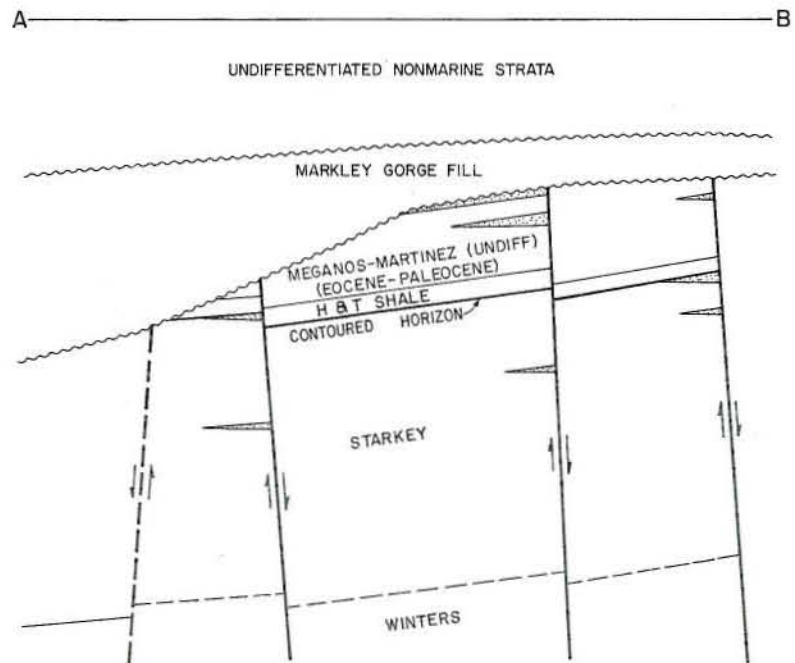 A B
UNDIFFERENTIATED NONMARINE STRATA
MARKLEY GORGE FILL
MEGANOS-MARTINEZ (UNDIFF)
(EOCENE-PALEOCENE)
H & T SHALE
CONTOURED HORIZON
STARKEY
WINTERS